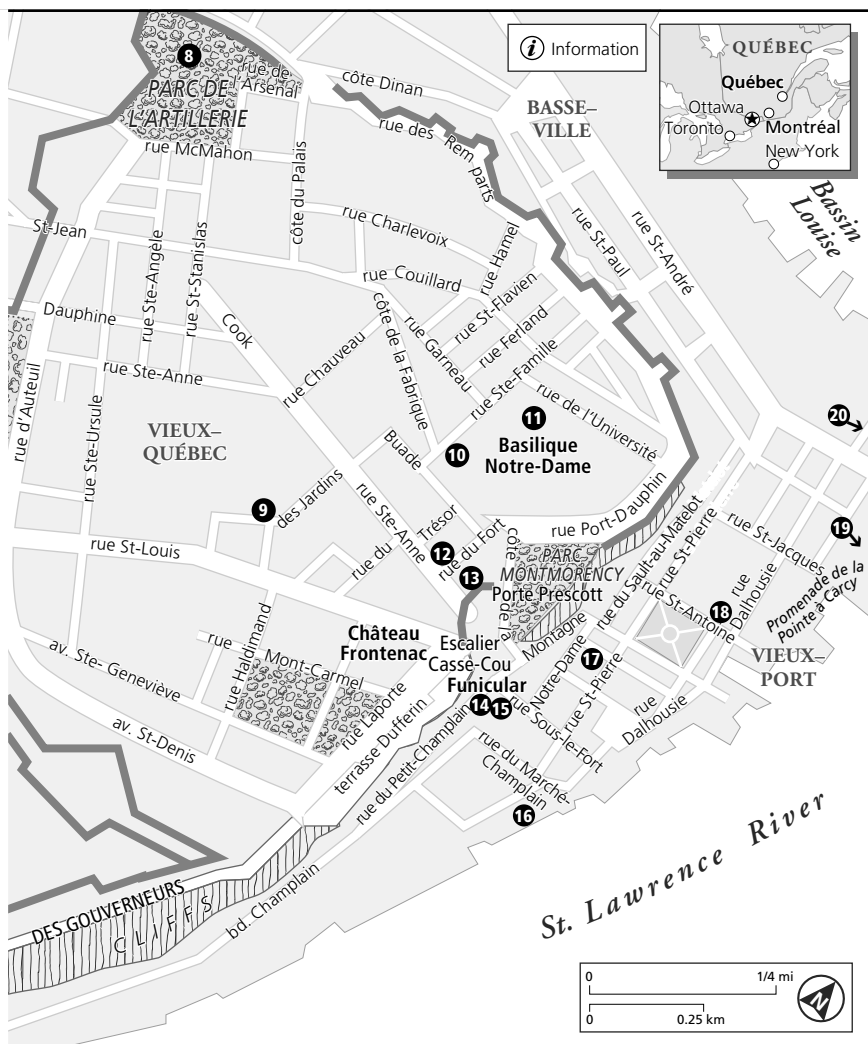 i Information
QUÉBEC
Québec
Ottawa
Toronto
Montréal
New York
8
PARC DE
L'ARTILLERIE
rue de
L'Arsenal
côte Dinan
BASSE–
VILLE
Bassin
Louise
rue des Remparts
rue McMahon
côte du Palais
St-Jean
rue Charlevoix
rue Hamel
rue St-Paul
rue St-André
rue Ste-Angèle
rue St-Stanislas
rue Couillard
Dauphine
Cook
côte de la Fabrique
rue Garneau
rue St-Flavien
rue Ferland
rue Ste-Famille
rue Chauveau
rue Ste-Anne
rue d'Auteuil
rue Ste-Ursule
VIEUX–
QUÉBEC
11
Basilique
Notre-Dame
rue de l'Université
10
Buade
20
9
des Jardins
rue Ste-Anne
rue du Trésor
12
rue du Fort
13
rue Port-Dauphin
côte de la Montagne
PARC
MONTMORENCY
Porte Prescott
rue St-Louis
rue du Sault-au-Matelot
rue St-Pierre
rue St-Jacques
19
rue St-Antoine
18
rue Dalhousie
Promenade de la
Pointe à Carcy
VIEUX–
PORT
Château
Frontenac
Escalier
Casse-Cou
Funicular
17
Notre-Dame
rue St-Pierre
rue
Dalhousie
14
15
rue Sous-le-Fort
rue Haldimand
rue Mont-Carmel
av. Ste- Geneviève
rue Laporte
av. St-Denis
terrasse Dufferin
rue du Petit-Champlain
rue du Marché-
Champlain
16
St. Lawrence River
DES GOUVERNEURS
CLIFFS
bd. Champlain
0 1/4 mi
0 0.25 km
N